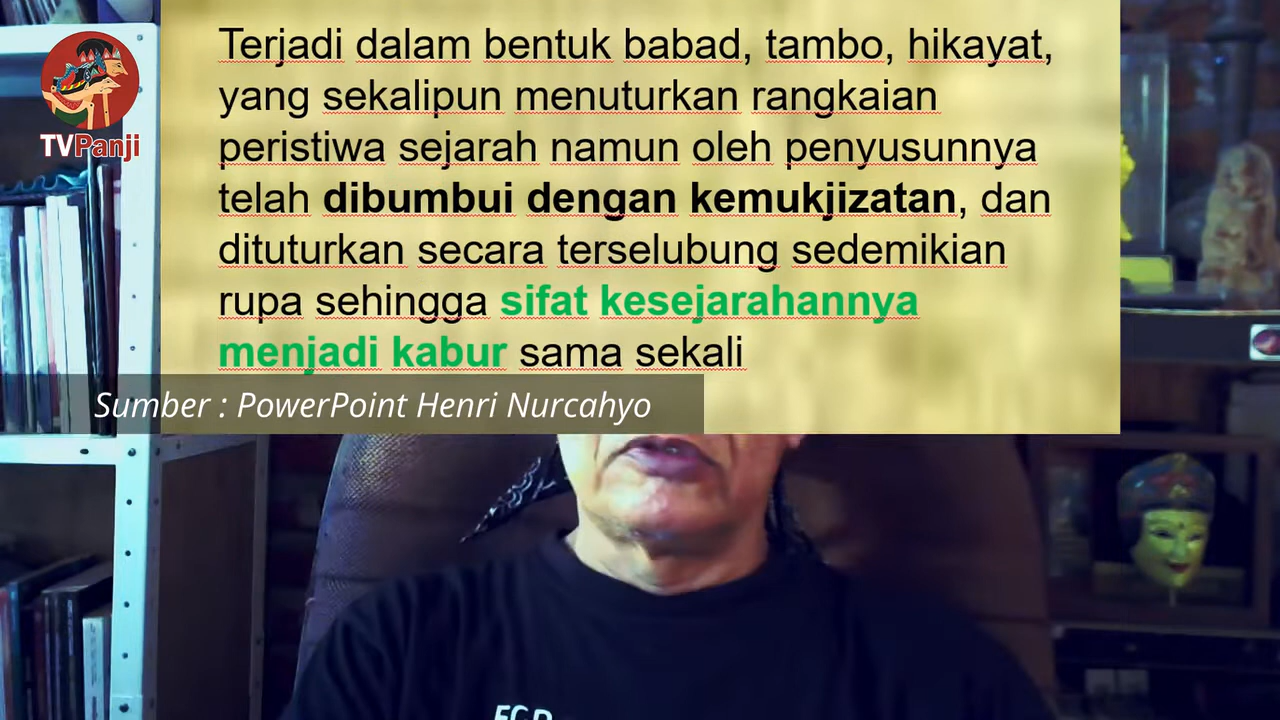 TVPanji
Terjadi dalam bentuk babad, tambo, hikayat,
yang sekalipun menuturkan rangkaian
peristiwa sejarah namun oleh penyusunnya
telah dibumbui dengan kemukjizatan, dan
dituturkan secara terselubung sedemikian
rupa sehingga sifat kesejarahannya
menjadi kabur sama sekali
Sumber : PowerPoint Henri Nurcahyo